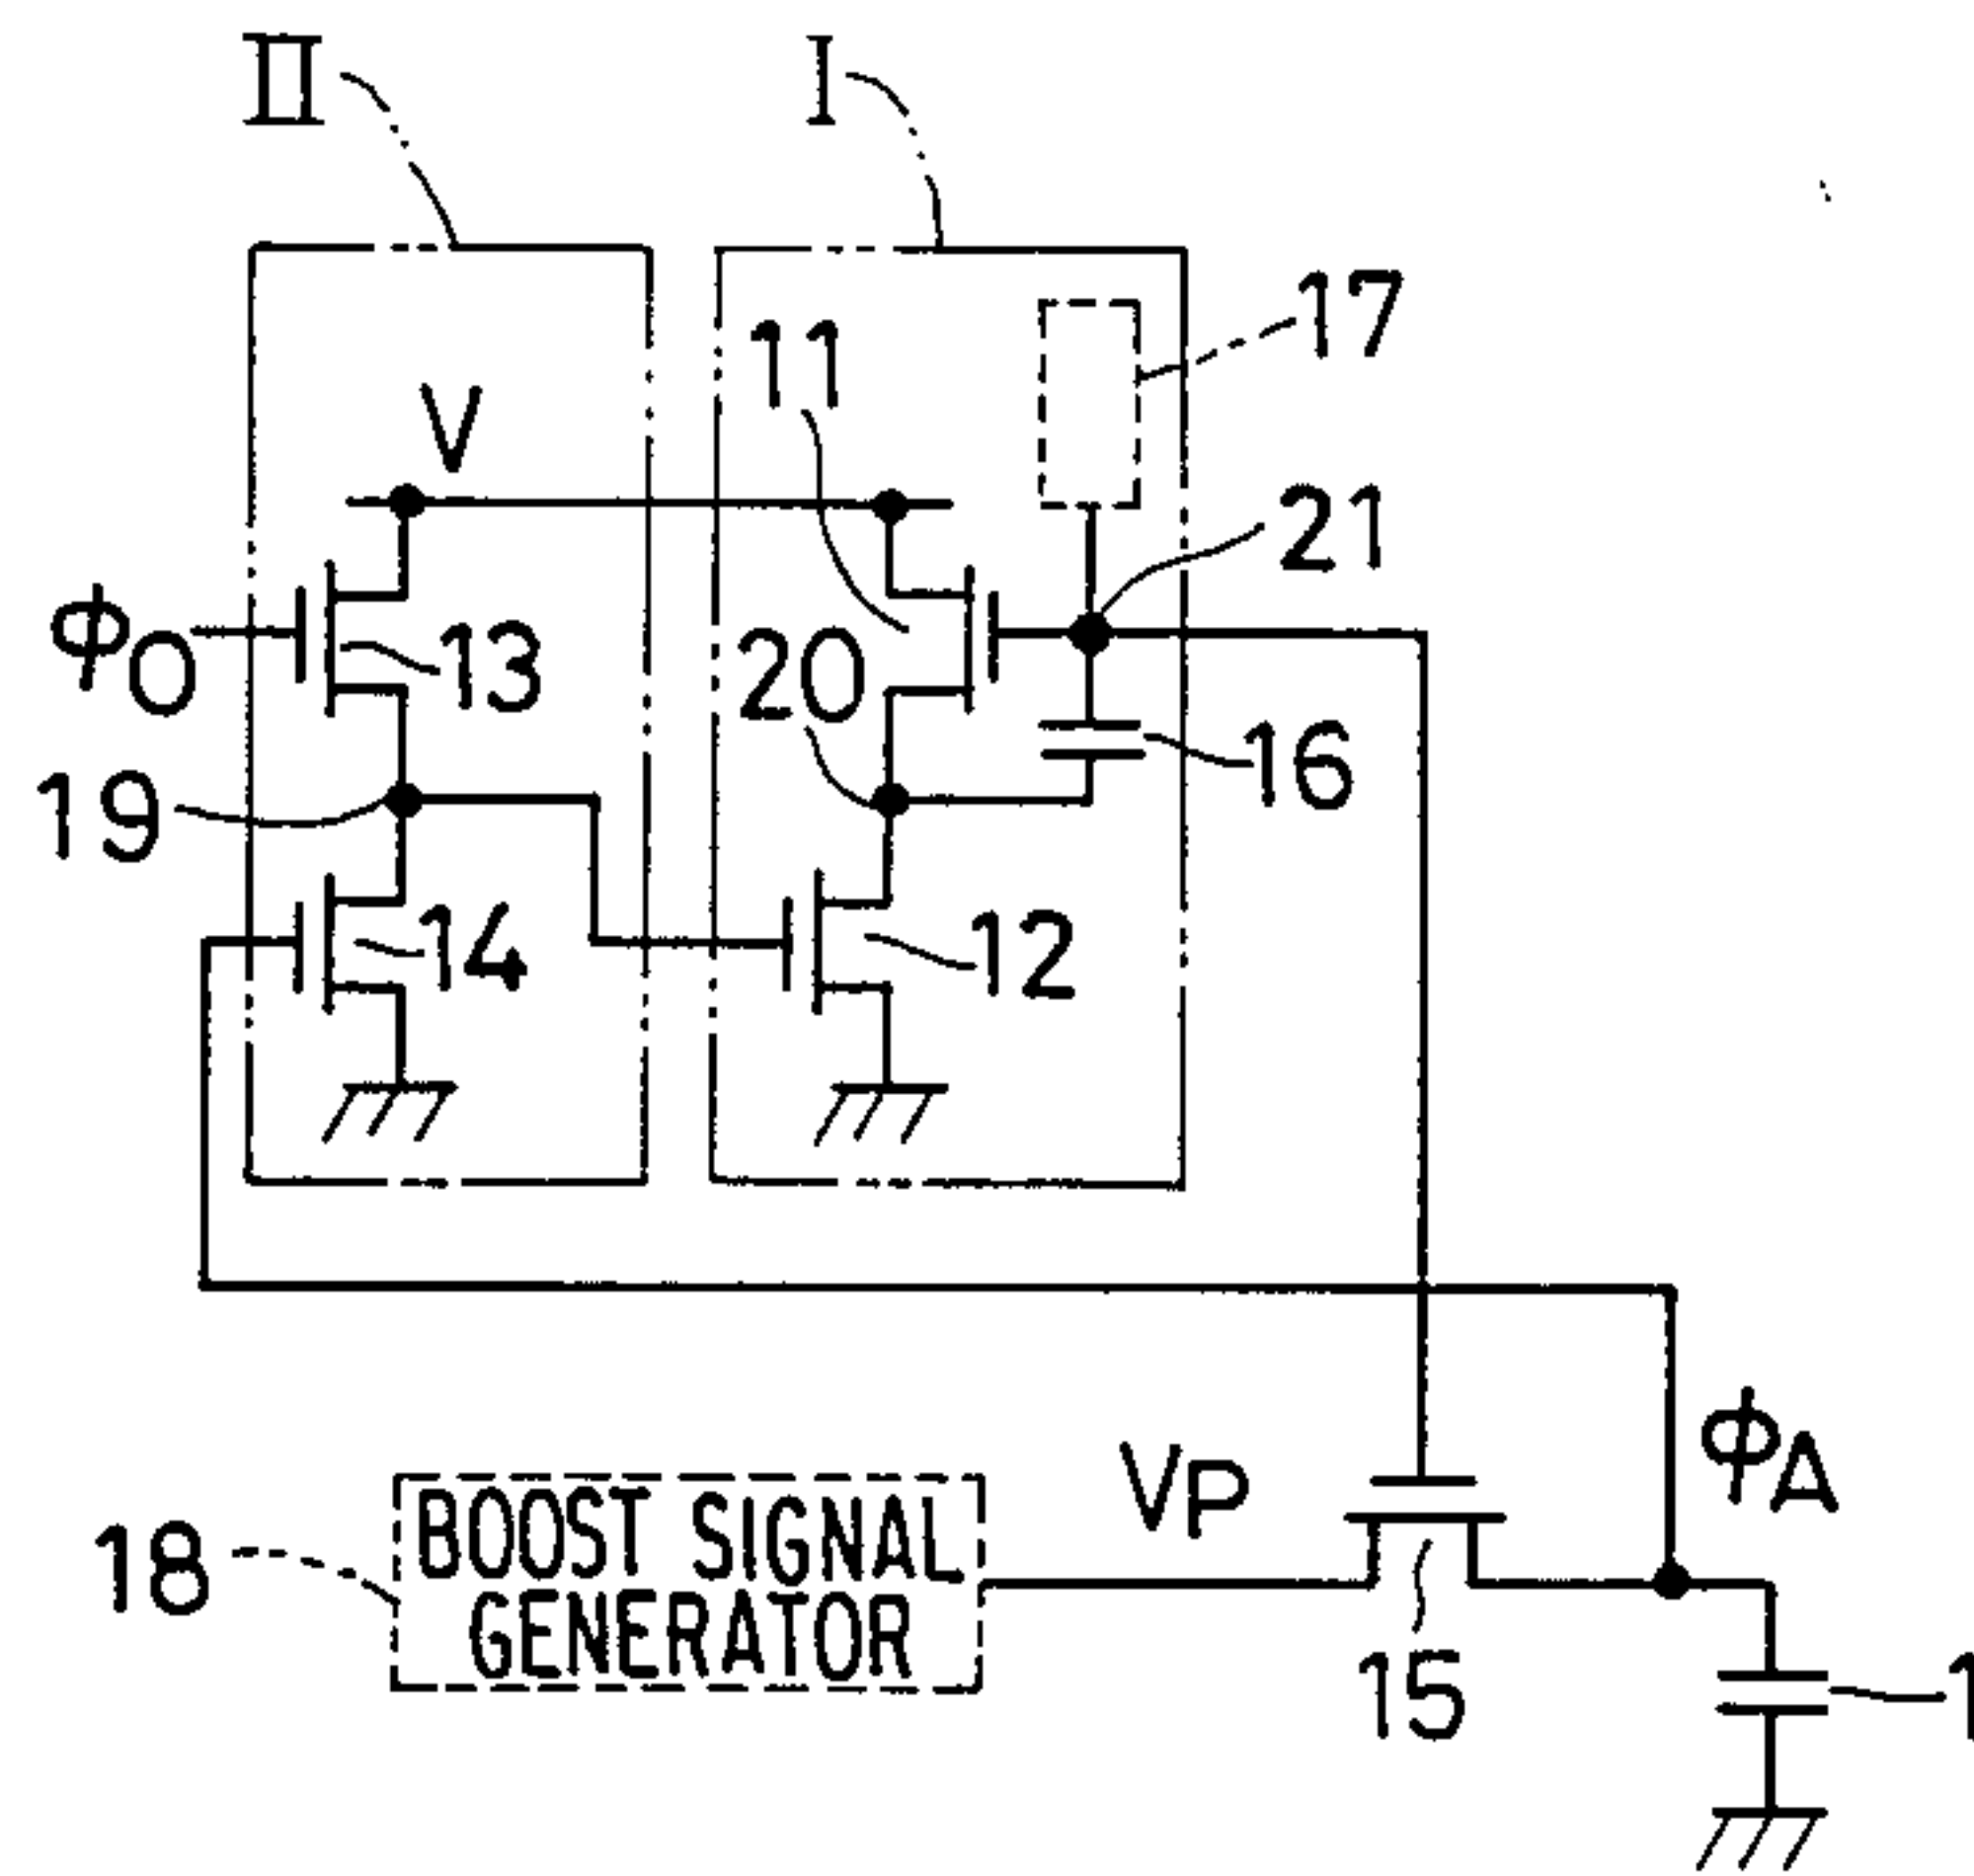 II I
17
11
V
21
ϕO 13 20
16
19
14 12
ϕA
VP
18 BOOST SIGNAL
GENERATOR
15